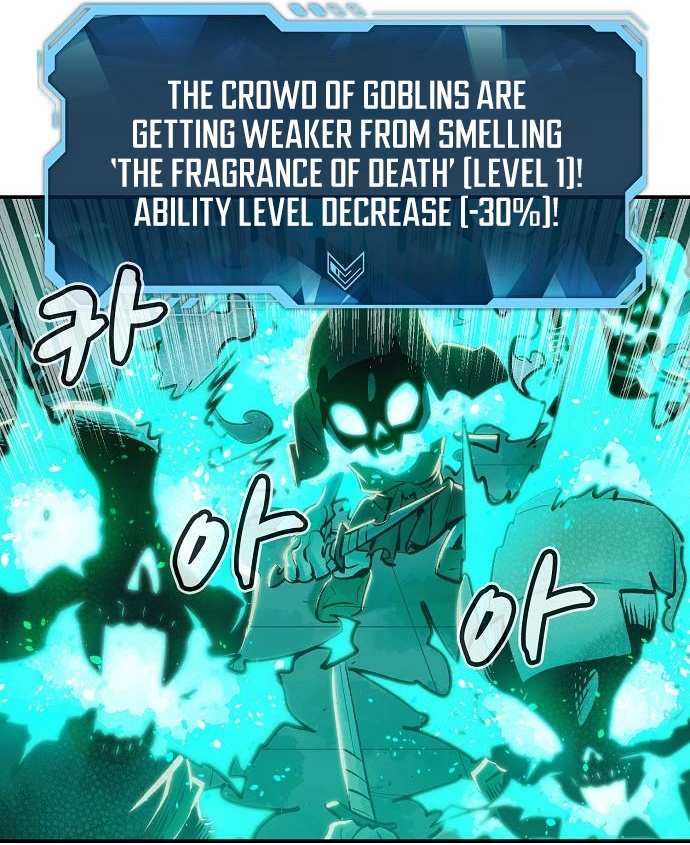 THE CROWD OF GOBLINS ARE
GETTING WEAKER FROM SMELLING
‘THE FRAGRANCE OF DEATH’ [LEVEL 1]!
ABILITY LEVEL DECREASE [-30%]!
카
아
아